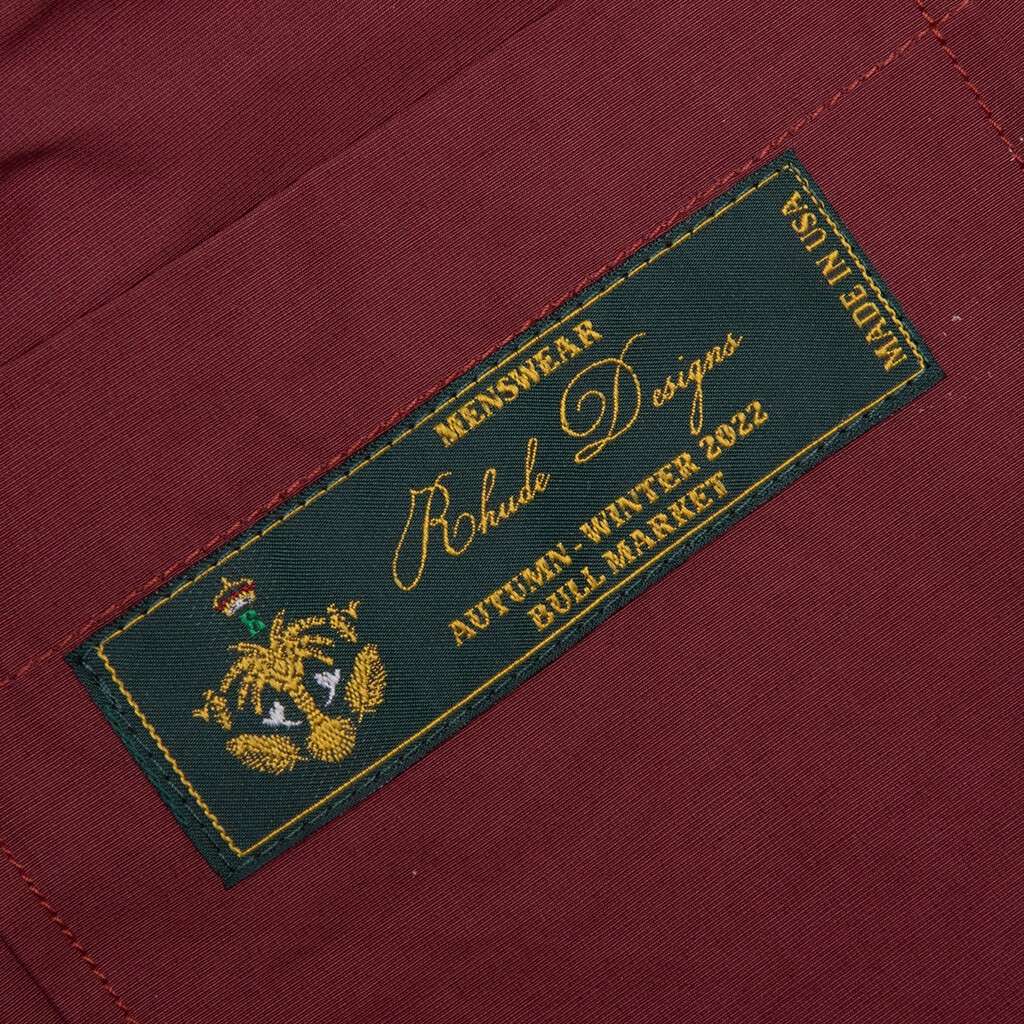 MENSWEAR
Rhude Designs
AUTUMN - WINTER 2022
BULL MARKET
MADE IN USA
R